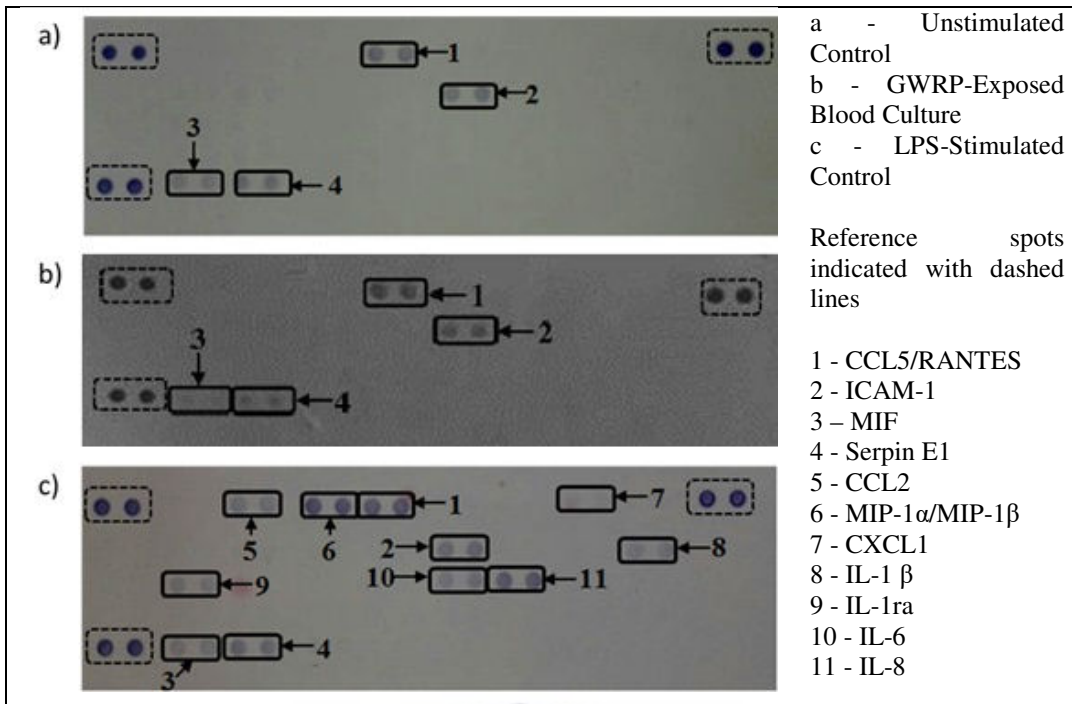 a)
1
2
3
4
b)
1
2
3
4
c)
7
1
5
6
2
8
10
11
9
4
3
a - Unstimulated
Control
b - GWRP-Exposed
Blood Culture
c - LPS-Stimulated
Control
Reference spots
indicated with dashed
lines
1 - CCL5/RANTES
2 - ICAM-1
3 – MIF
4 - Serpin E1
5 - CCL2
6 - MIP-1α/MIP-1β
7 - CXCL1
8 - IL-1 β
9 - IL-1ra
10 - IL-6
11 - IL-8